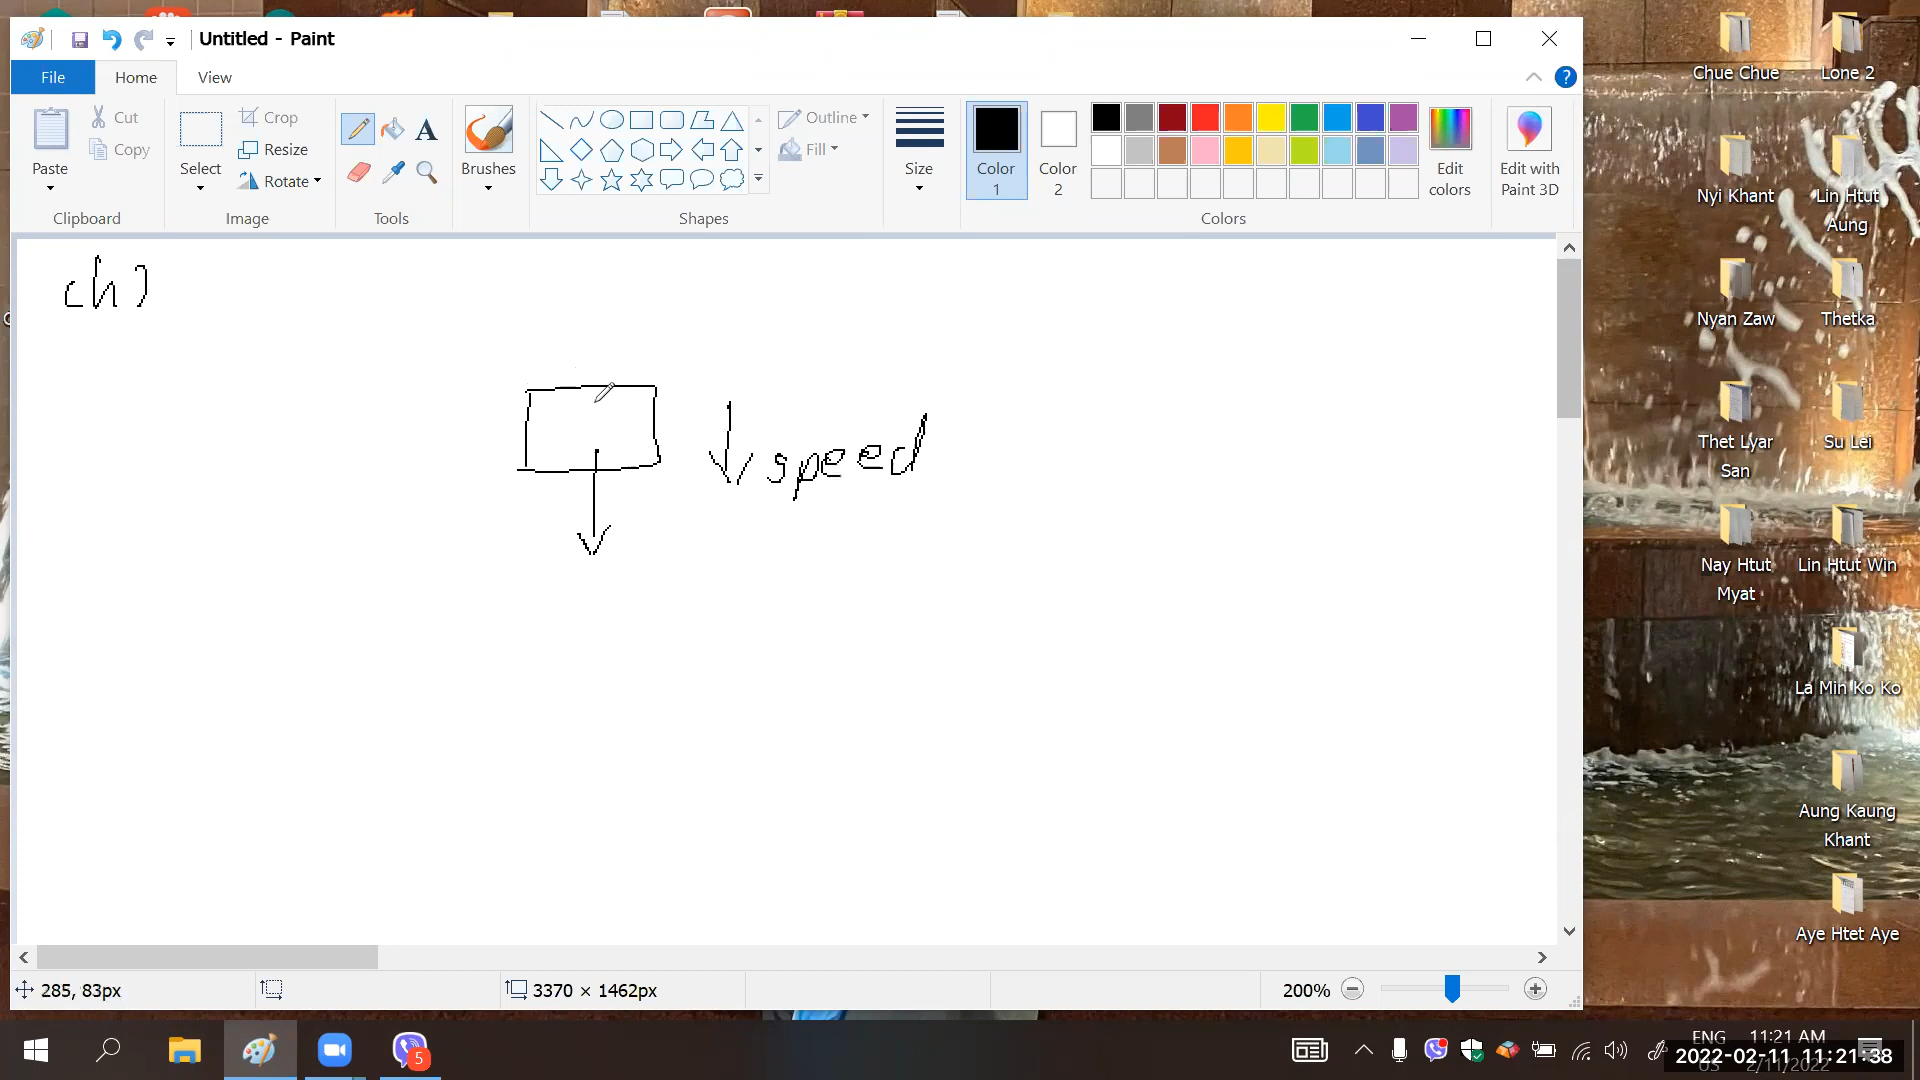 Untitled - Paint
File Home View
Paste Cut Copy Clipboard
Select Crop Resize Rotate Image
Tools
Brushes
Shapes
Outline Fill
Size
Color 1 Color 2
Edit colors
Colors
Edit with Paint 3D
speed
285, 83px
3370 × 1462px
200%
Chue Chue Lone 2
Nyi Khant Lin Htut Aung
Nyan Zaw Thetka
Thet Lyar San Su Lei
Nay Htut Myat Lin Htut Win
La Min Ko Ko
Aung Kaung Khant
Aye Htet Aye
5
ENG 11:21 AM
2022-02-11 11:21:38